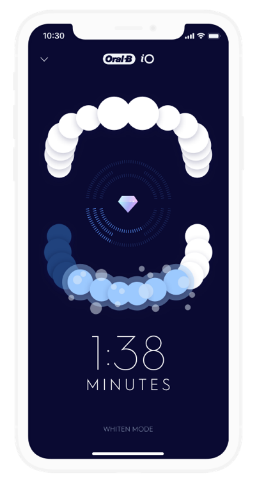 10:30
Oral-B iO
1:38
MINUTES
WHITEN MODE